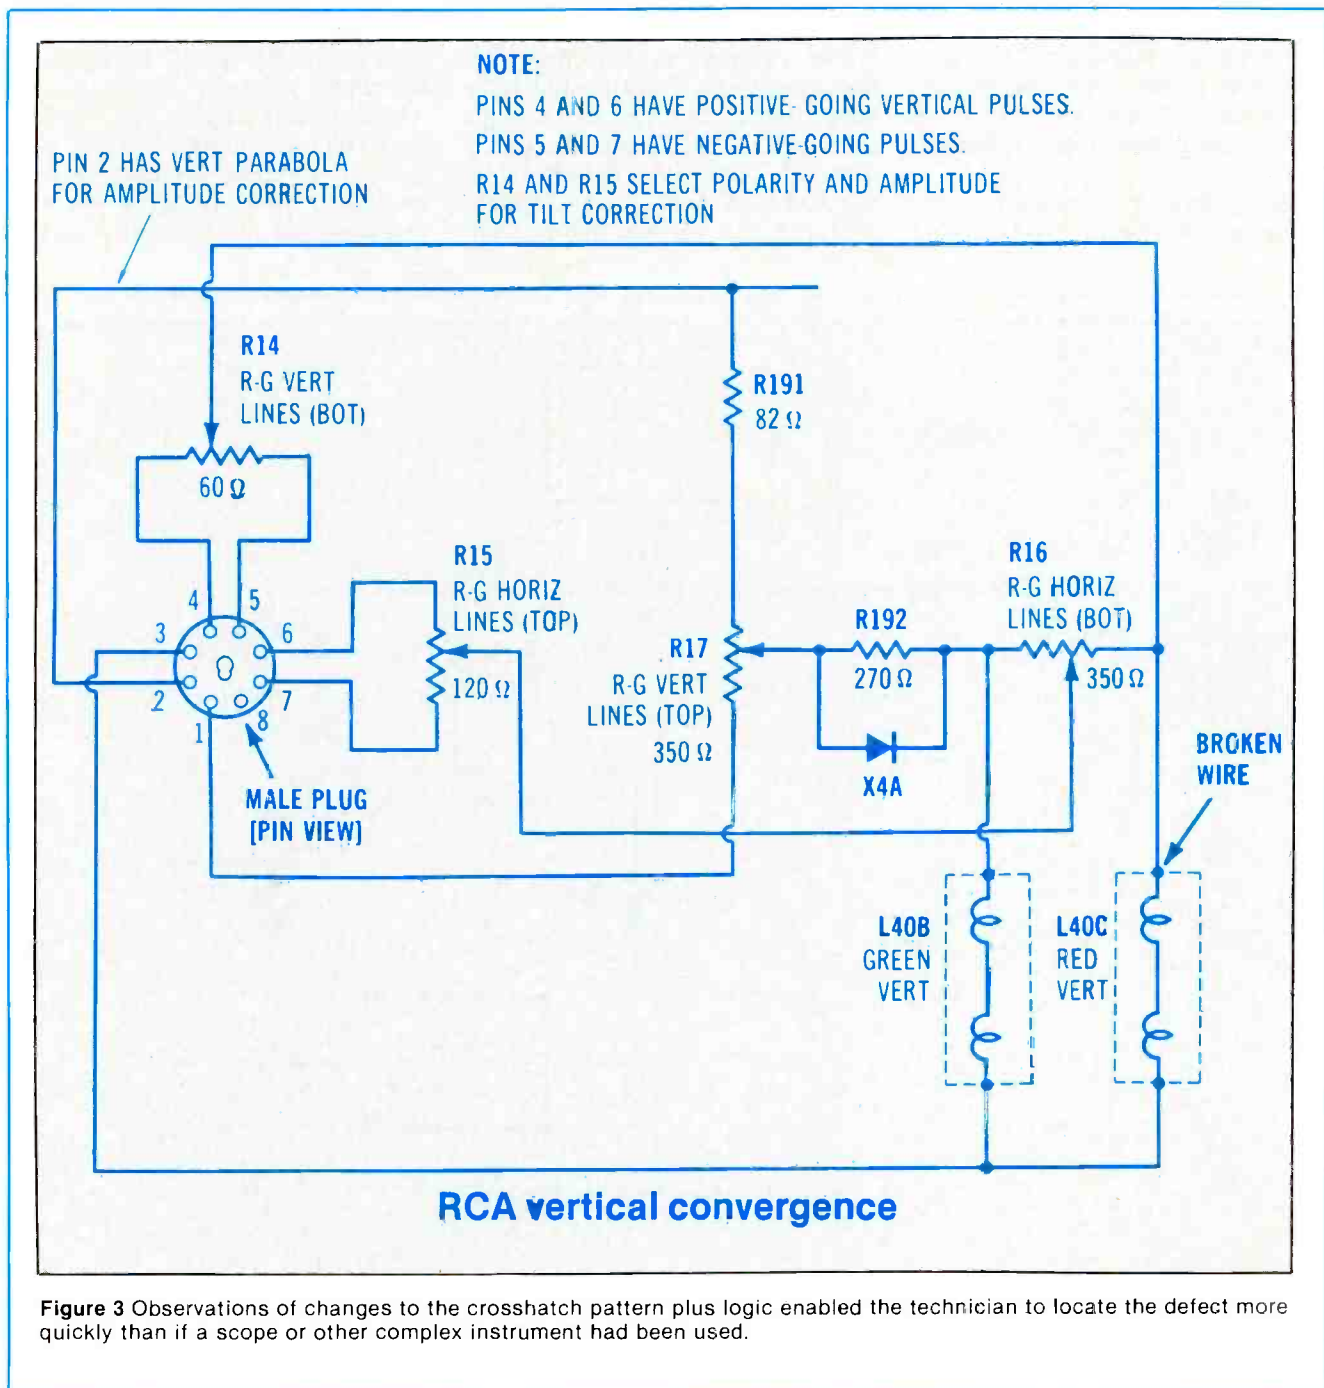 NOTE:
PINS 4 AND 6 HAVE POSITIVE-GOING VERTICAL PULSES.
PINS 5 AND 7 HAVE NEGATIVE-GOING PULSES.
R14 AND R15 SELECT POLARITY AND AMPLITUDE
FOR TILT CORRECTION
PIN 2 HAS VERT PARABOLA
FOR AMPLITUDE CORRECTION
R14
R-G VERT
LINES (BOT)
60 Ω
R191
82 Ω
R15
R-G HORIZ
LINES (TOP)
120 Ω
R16
R-G HORIZ
LINES (BOT)
350 Ω
R192
270 Ω
X4A
R17
R-G VERT
LINES (TOP)
350 Ω
4
5
3
6
2
7
1
8
MALE PLUG
[PIN VIEW]
BROKEN
WIRE
L40B
GREEN
VERT
L40C
RED
VERT
RCA vertical convergence
Figure 3 Observations of changes to the crosshatch pattern plus logic enabled the technician to locate the defect more
quickly than if a scope or other complex instrument had been used.